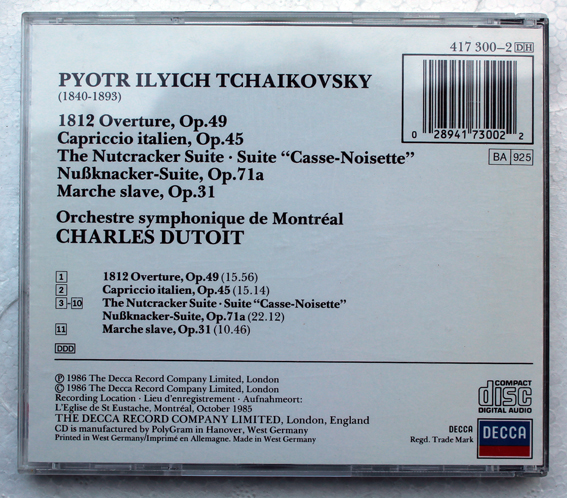 417 300-2 DH
PYOTR ILYICH TCHAIKOVSKY
(1840-1893)
0 28941 73002 2
BA 925
1812 Overture, Op.49
Capriccio italien, Op.45
The Nutcracker Suite · Suite “Casse-Noisette”
Nußknacker-Suite, Op.71a
Marche slave, Op.31
Orchestre symphonique de Montréal
CHARLES DUTOIT
1 1812 Overture, Op.49 (15.56)
2 Capriccio italien, Op.45 (15.14)
3-10 The Nutcracker Suite · Suite “Casse-Noisette”
Nußknacker-Suite, Op.71a (22.12)
11 Marche slave, Op.31 (10.46)
DDD
Ⓟ 1986 The Decca Record Company Limited, London
© 1986 The Decca Record Company Limited, London
Recording Location · Lieu d'enregistrement · Aufnahmeort:
L'Eglise de St Eustache, Montréal, October 1985
THE DECCA RECORD COMPANY LIMITED, London, England
CD is manufactured by PolyGram in Hanover, West Germany
Printed in West Germany/Imprimé en Allemagne. Made in West Germany
COMPACT
disc
DIGITAL AUDIO
DECCA
Regd. Trade Mark
DECCA